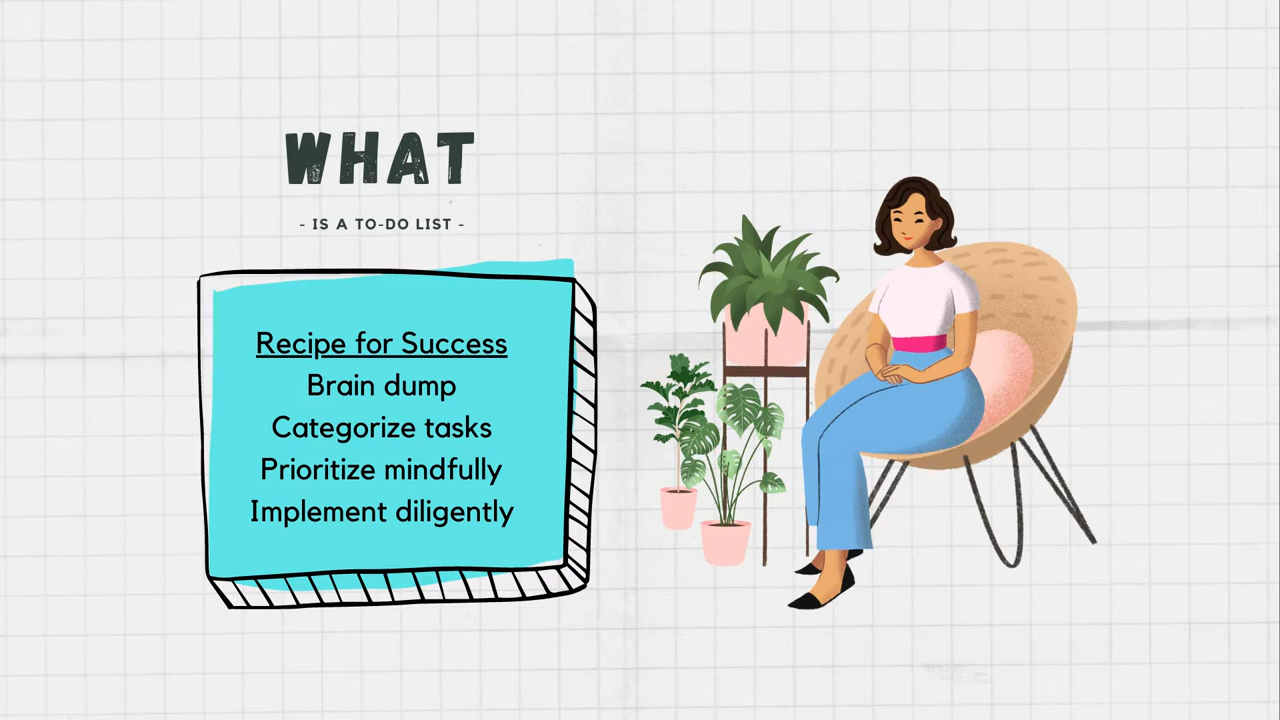 WHAT
- IS A TO-DO LIST -
Recipe for Success
Brain dump
Categorize tasks
Prioritize mindfully
Implement diligently